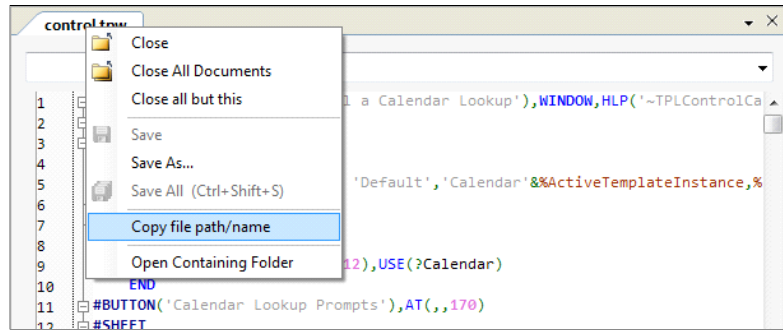 control.tpw
Close
Close All Documents
Close all but this
Save
Save As...
Save All (Ctrl+Shift+S)
Copy file path/name
Open Containing Folder
1 l a Calendar Lookup'),WINDOW,HLP('~TPLControlCa
2
3
4
5 'Default','Calendar'&%ActiveTemplateInstance,%
6
7
8
9 12),USE(?Calendar)
10 END
11 #BUTTON('Calendar Lookup Prompts'),AT(,,170)
12 #SHEET